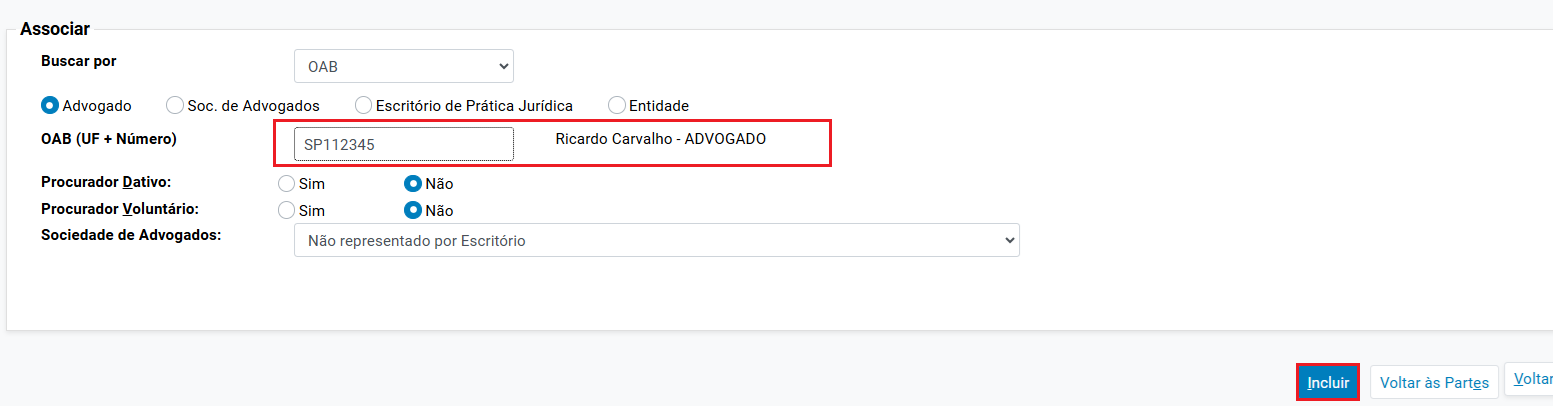 Associar
Buscar por OAB
Advogado Soc. de Advogados Escritório de Prática Jurídica Entidade
OAB (UF + Número) SP112345 Ricardo Carvalho - ADVOGADO
Procurador Dativo: Sim Não
Procurador Voluntário: Sim Não
Sociedade de Advogados: Não representado por Escritório
Incluir Voltar às Partes Voltar